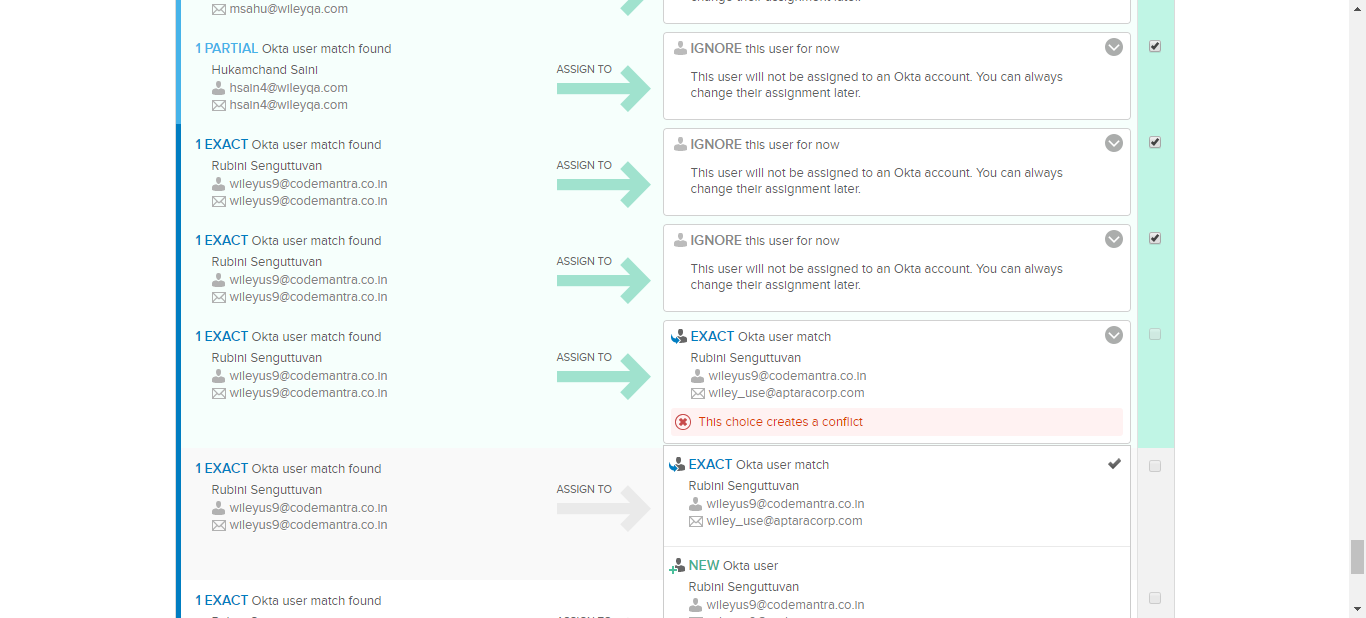 msahu@wileyqa.com
change their assignment later.
1 PARTIAL Okta user match found
Hukamchand Saini
hsain4@wileyqa.com
hsain4@wileyqa.com
ASSIGN TO
IGNORE this user for now
This user will not be assigned to an Okta account. You can always
change their assignment later.
1 EXACT Okta user match found
Rubini Senguttuvan
wileyus9@codemantra.co.in
wileyus9@codemantra.co.in
ASSIGN TO
IGNORE this user for now
This user will not be assigned to an Okta account. You can always
change their assignment later.
1 EXACT Okta user match found
Rubini Senguttuvan
wileyus9@codemantra.co.in
wileyus9@codemantra.co.in
ASSIGN TO
IGNORE this user for now
This user will not be assigned to an Okta account. You can always
change their assignment later.
1 EXACT Okta user match found
Rubini Senguttuvan
wileyus9@codemantra.co.in
wileyus9@codemantra.co.in
ASSIGN TO
EXACT Okta user match
Rubini Senguttuvan
wileyus9@codemantra.co.in
wiley_use@aptaracorp.com
This choice creates a conflict
1 EXACT Okta user match found
Rubini Senguttuvan
wileyus9@codemantra.co.in
wileyus9@codemantra.co.in
ASSIGN TO
EXACT Okta user match
Rubini Senguttuvan
wileyus9@codemantra.co.in
wiley_use@aptaracorp.com
NEW Okta user
Rubini Senguttuvan
wileyus9@codemantra.co.in
1 EXACT Okta user match found
ASSIGN TO